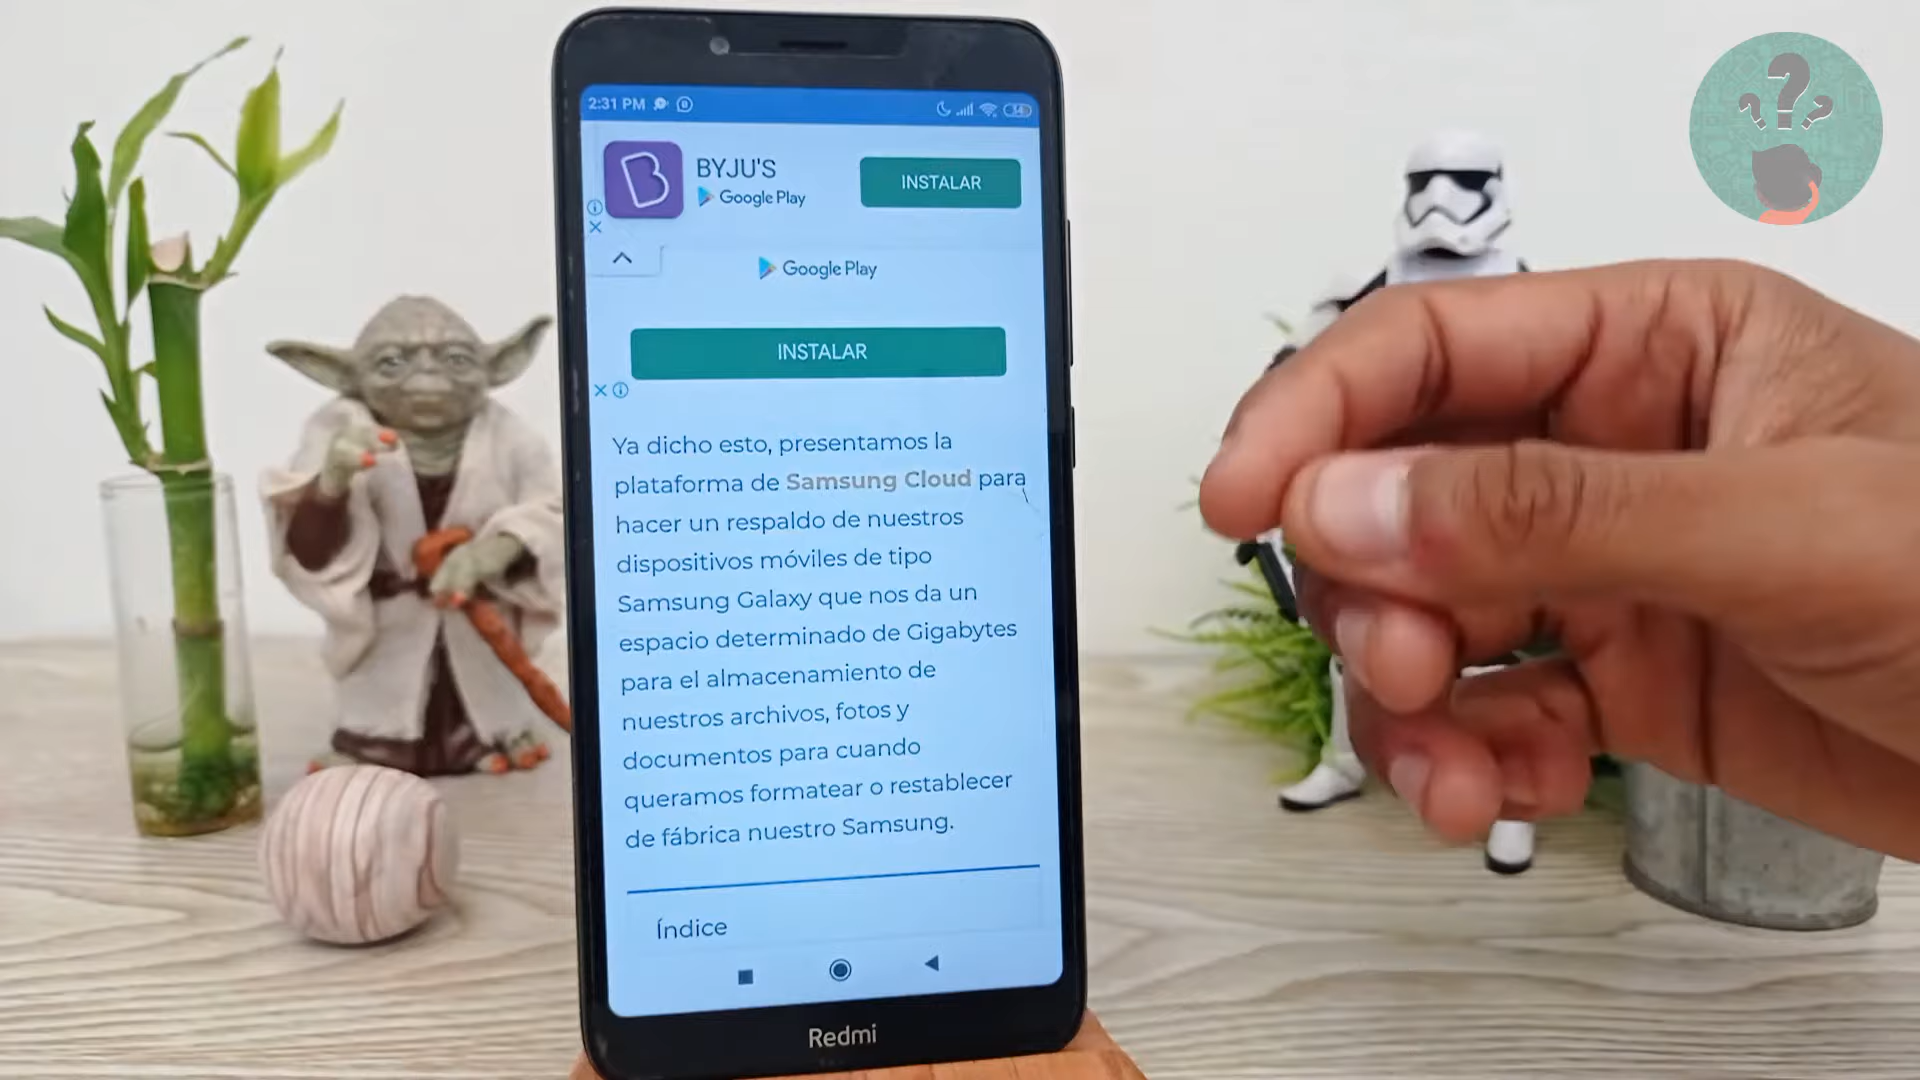 2:31 PM
BYJU'S
Google Play
INSTALAR
Google Play
INSTALAR
Ya dicho esto, presentamos la
plataforma de Samsung Cloud para
hacer un respaldo de nuestros
dispositivos móviles de tipo
Samsung Galaxy que nos da un
espacio determinado de Gigabytes
para el almacenamiento de
nuestros archivos, fotos y
documentos para cuando
queramos formatear o restablecer
de fábrica nuestro Samsung.
Índice
Redmi